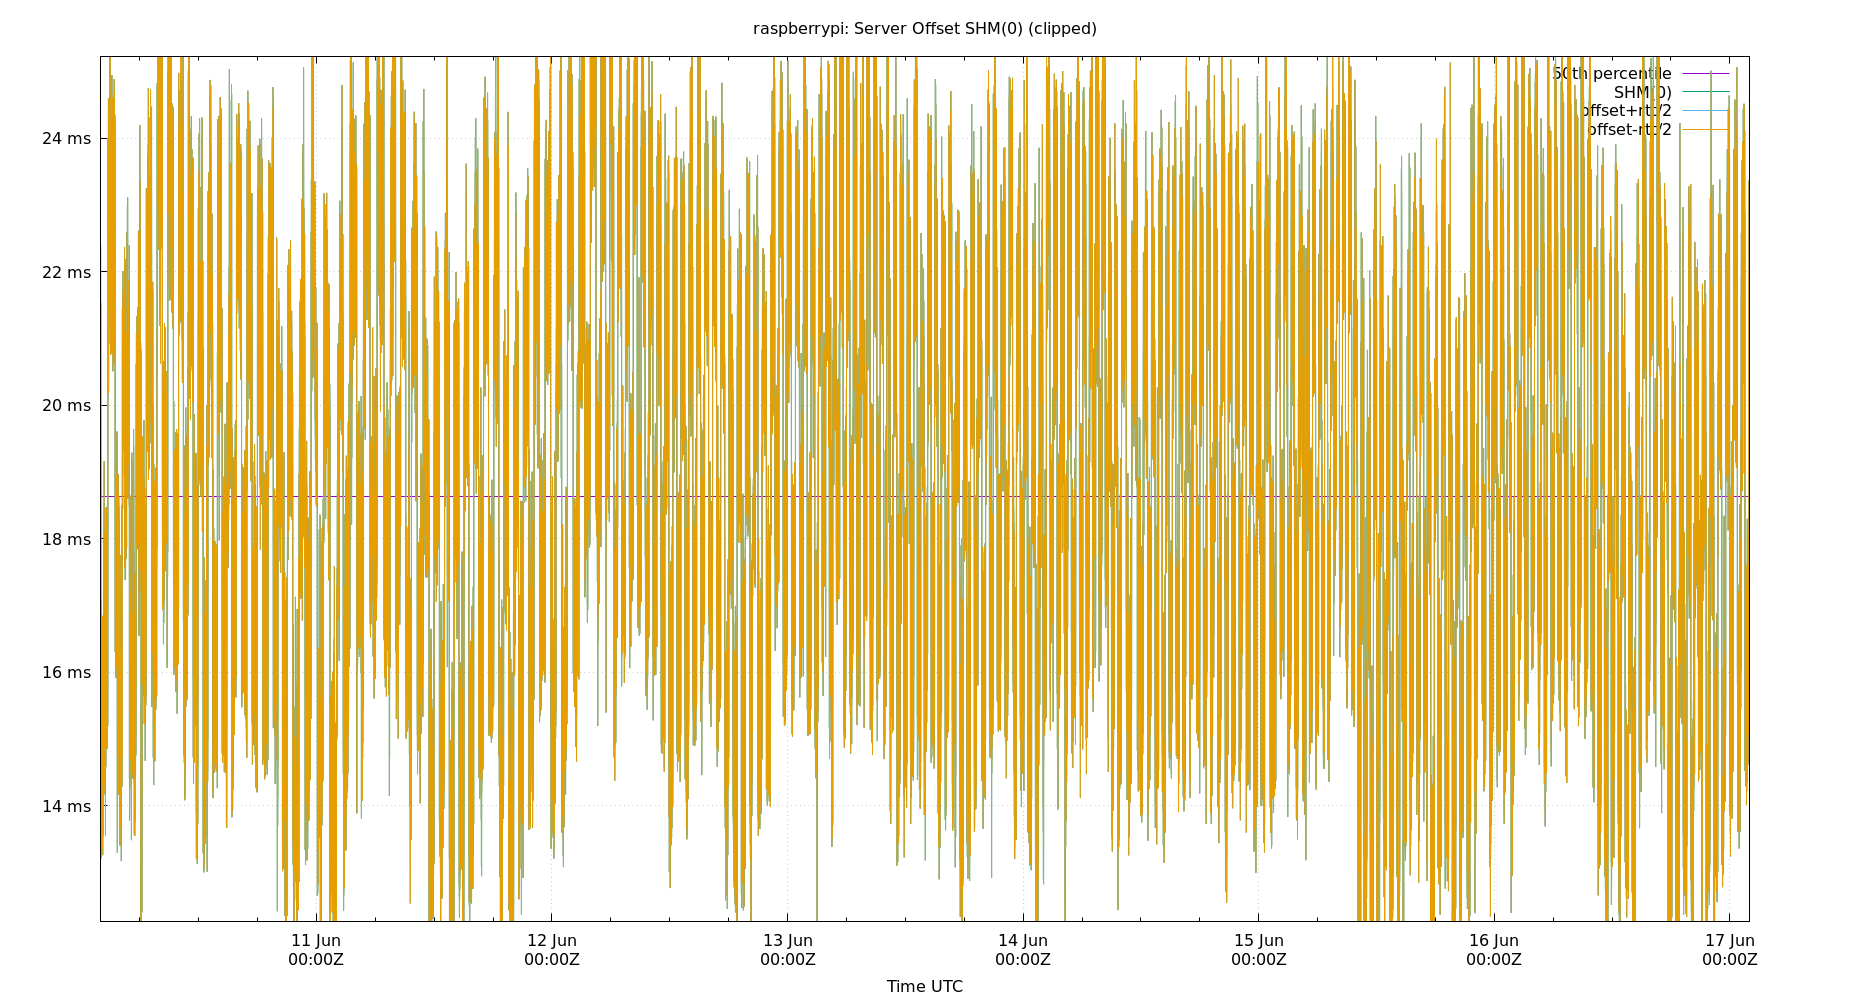 raspberrypi: Server Offset SHM(0) (clipped)
50th percentile
SHM(0)
offset+rtt/2
offset-rtt/2
24 ms
22 ms
20 ms
18 ms
16 ms
14 ms
11 Jun 12 Jun 13 Jun 14 Jun 15 Jun 16 Jun 17 Jun
00:00Z 00:00Z 00:00Z 00:00Z 00:00Z 00:00Z 00:00Z
Time UTC